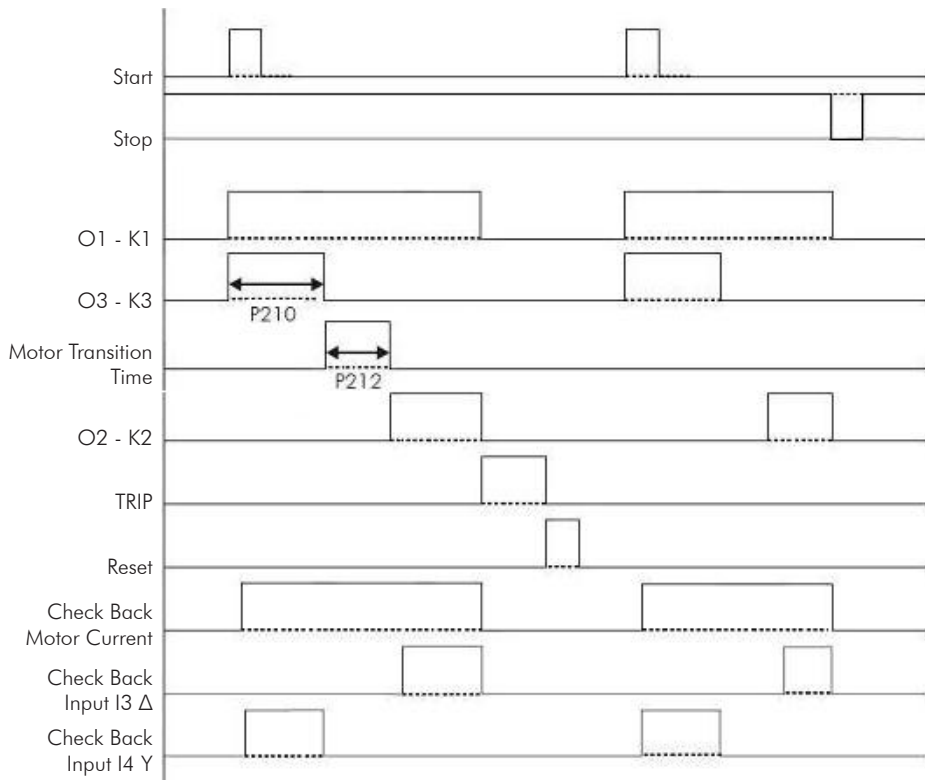 Start
Stop
O1 - K1
O3 - K3
P210
Motor Transition
Time
P212
O2 - K2
TRIP
Reset
Check Back
Motor Current
Check Back
Input I3 Δ
Check Back
Input I4 Y